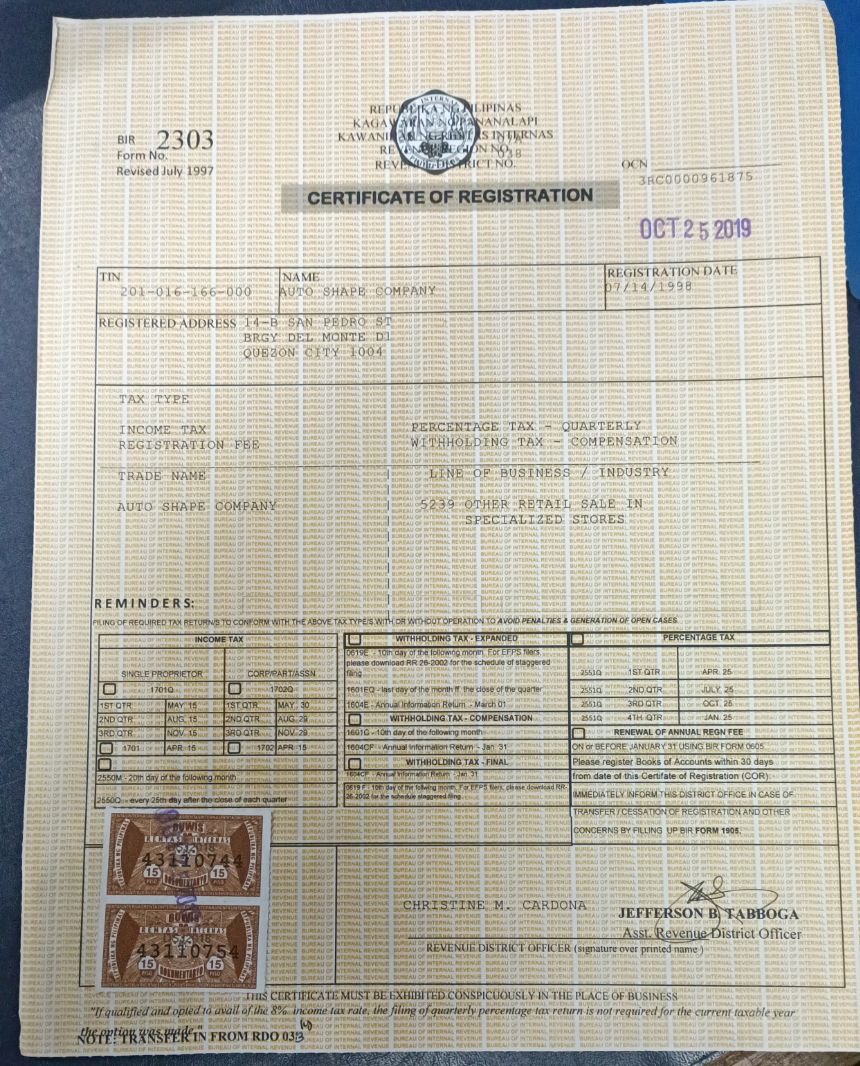 REPUBLIKA NG PILIPINAS
KAGAWARAN NG PANANALAPI
KAWANIHAN NG RENTAS INTERNAS
REVENUE REGION NO.
REVENUE DISTRICT NO. 038
BIR
Form No. 2303
Revised July 1997
OCN
3RC0000961875
CERTIFICATE OF REGISTRATION
OCT 25 2019
TIN
201-016-166-000
NAME
AUTO SHAPE COMPANY
REGISTRATION DATE
07/14/1998
REGISTERED ADDRESS 14-B SAN PEDRO ST
BRGY DEL MONTE D1
QUEZON CITY 1004
TAX TYPE
INCOME TAX PERCENTAGE TAX - QUARTERLY
REGISTRATION FEE WITHHOLDING TAX - COMPENSATION
TRADE NAME LINE OF BUSINESS / INDUSTRY
AUTO SHAPE COMPANY 5239 OTHER RETAIL SALE IN
SPECIALIZED STORES
REMINDERS:
FILING OF REQUIRED TAX RETURN/S TO CONFORM WITH THE ABOVE TAX TYPE/S WITH OR WITHOUT OPERATION TO AVOID PENALTIES & GENERATION OF OPEN CASES
INCOME TAX
SINGLE PROPRIETOR CORP/PART/ASSN
1701Q 1702Q
1ST QTR MAY 15 1ST QTR MAY 30
2ND QTR AUG. 15 2ND QTR AUG. 29
3RD QTR NOV. 15 3RD QTR NOV. 29
1701 APR 15 1702 APR 15
2550M - 20th day of the following month
2550Q - every 25th day after the close of each quarter
WITHHOLDING TAX - EXPANDED
0619E - 10th day of the following month. For EFPS filers,
please download RR 26-2002 for the schedule of staggered
filing
1601EQ - last day of the month ff. the close of the quarter
1604E - Annual Information Return - March 01
WITHHOLDING TAX - COMPENSATION
1601C - 10th day of the following month
1604CF - Annual Information Return - Jan. 31
WITHHOLDING TAX - FINAL
1604CF - Annual Information Return - Jan. 31
0619 F - 10th day of the following month. For EFPS filers, please download RR-
26-2002 for the schedule staggered filing
PERCENTAGE TAX
2551Q 1ST QTR APR. 25
2551Q 2ND QTR JULY. 25
2551Q 3RD QTR OCT. 25
2551Q 4TH. QTR JAN. 25
RENEWAL OF ANNUAL REGN FEE
ON or BEFORE JANUARY 31 USING BIR FORM 0605
Please register Books of Accounts within 30 days
from date of this Certifate of Registration (COR)
IMMEDIATELY INFORM THIS DISTRICT OFFICE IN CASE OF
TRANSFER / CESSATION OF REGISTRATION AND OTHER
CONCERNS BY FILLING UP BIR FORM 1905.
BUWIS
RENTAS INTERNAS
43110744
15 15
DOKUMENTARYO
BUWIS
RENTAS INTERNAS
43110754
15 15
DOKUMENTARYO
CHRISTINE M. CARDONA
JEFFERSON B. TABBOGA
Asst. Revenue District Officer
REVENUE DISTRICT OFFICER (signature over printed name)
THIS CERTIFICATE MUST BE EXHIBITED CONSPICUOUSLY IN THE PLACE OF BUSINESS
"If qualified and opted to avail of the 8% income tax rate, the filing of quarterly percentage tax return is not required for the current taxable year
the option was made."
NOTE: TRANSFER IN FROM RDO